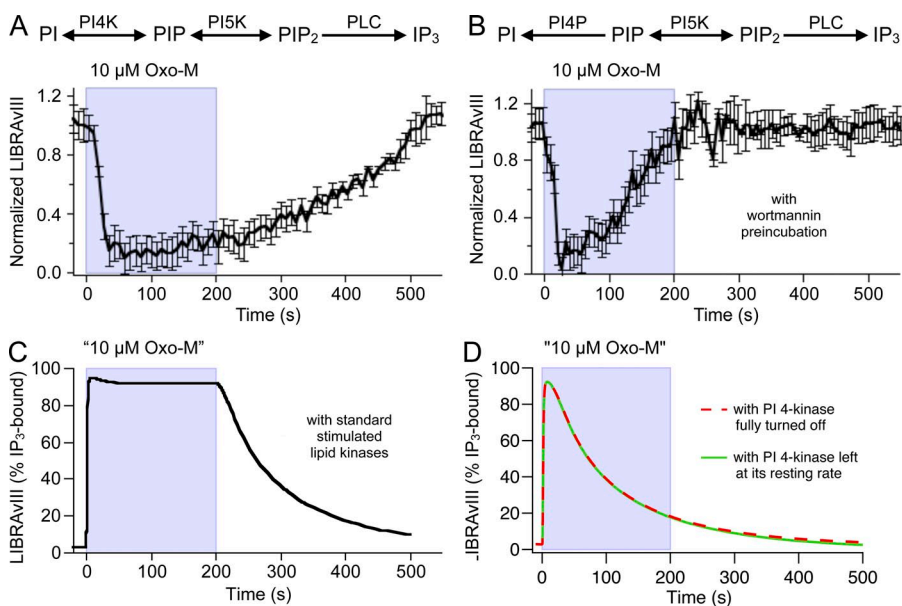 A
PI4K PI5K PLC
PI PIP PIP2 IP3
10 µM Oxo-M
Normalized LIBRAvIII
1.2
0.8
0.4
0.0
0 100 200 300 400 500
Time (s)
B
PI4P PI5K PLC
PI PIP PIP2 IP3
10 µM Oxo-M
Normalized LIBRAvIII
1.2
0.8
0.4
0.0
with
wortmannin
preincubation
0 100 200 300 400 500
Time (s)
C
“10 µM Oxo-M”
LIBRAvIII (% IP3-bound)
100
80
60
40
20
0
with standard
stimulated
lipid kinases
0 100 200 300 400 500
Time (s)
D
"10 µM Oxo-M"
LIBRAvIII (% IP3-bound)
100
80
60
40
20
0
with PI 4-kinase
fully turned off
with PI 4-kinase left
at its resting rate
0 100 200 300 400 500
Time (s)